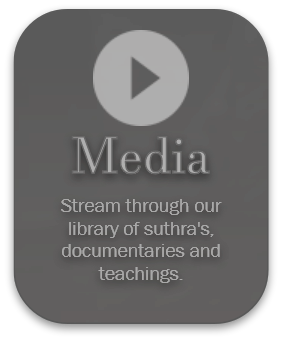 Media
Stream through our
library of suthra's,
documentaries and
teachings.